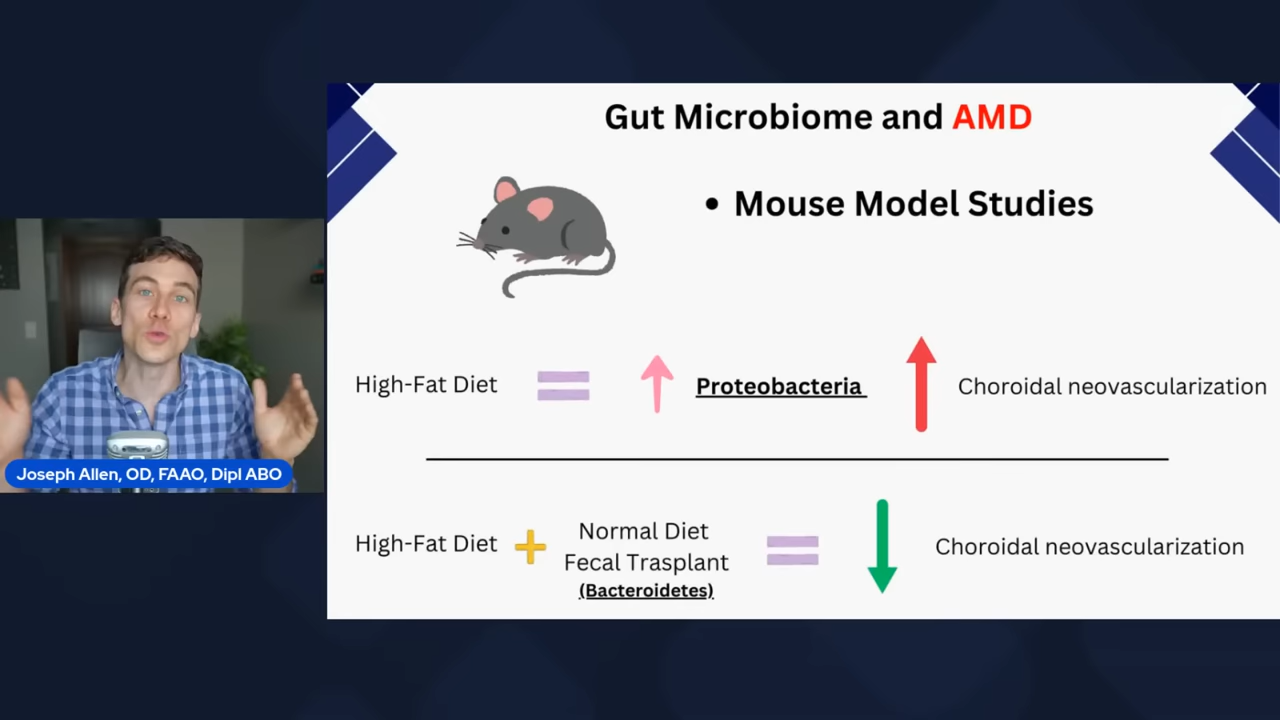 Gut Microbiome and AMD
• Mouse Model Studies
High-Fat Diet = ↑ Proteobacteria ↑ Choroidal neovascularization
High-Fat Diet + Normal Diet
Fecal Trasplant
(Bacteroidetes) = ↓ Choroidal neovascularization
Joseph Allen, OD, FAAO, Dipl ABO